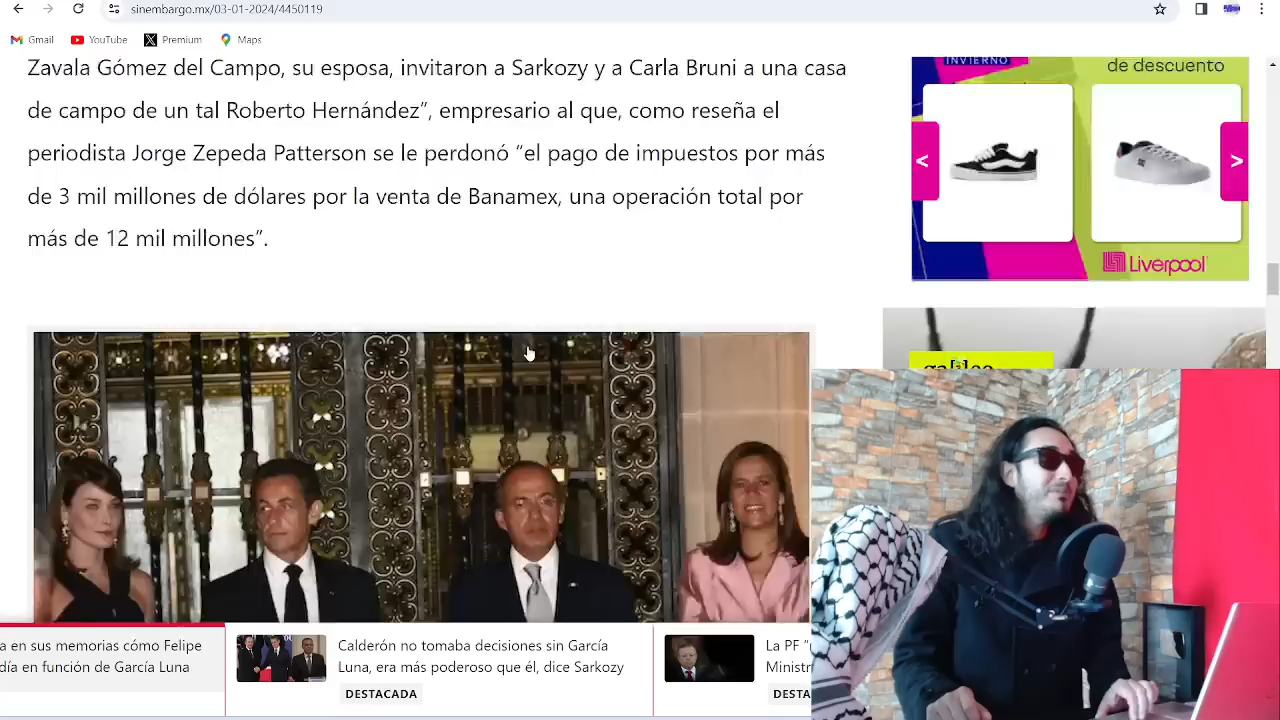 sinembargo.mx/03-01-2024/4450119
Gmail
YouTube
Premium
Maps
Zavala Gómez del Campo, su esposa, invitaron a Sarkozy y a Carla Bruni a una casa
de campo de un tal Roberto Hernández”, empresario al que, como reseña el
periodista Jorge Zepeda Patterson se le perdonó “el pago de impuestos por más
de 3 mil millones de dólares por la venta de Banamex, una operación total por
más de 12 mil millones”.
INVIERNO
de descuento
<
>
Liverpool
a en sus memorias cómo Felipe
día en función de García Luna
Calderón no tomaba decisiones sin García
Luna, era más poderoso que él, dice Sarkozy
DESTACADA
La PF “
Ministr
DESTA